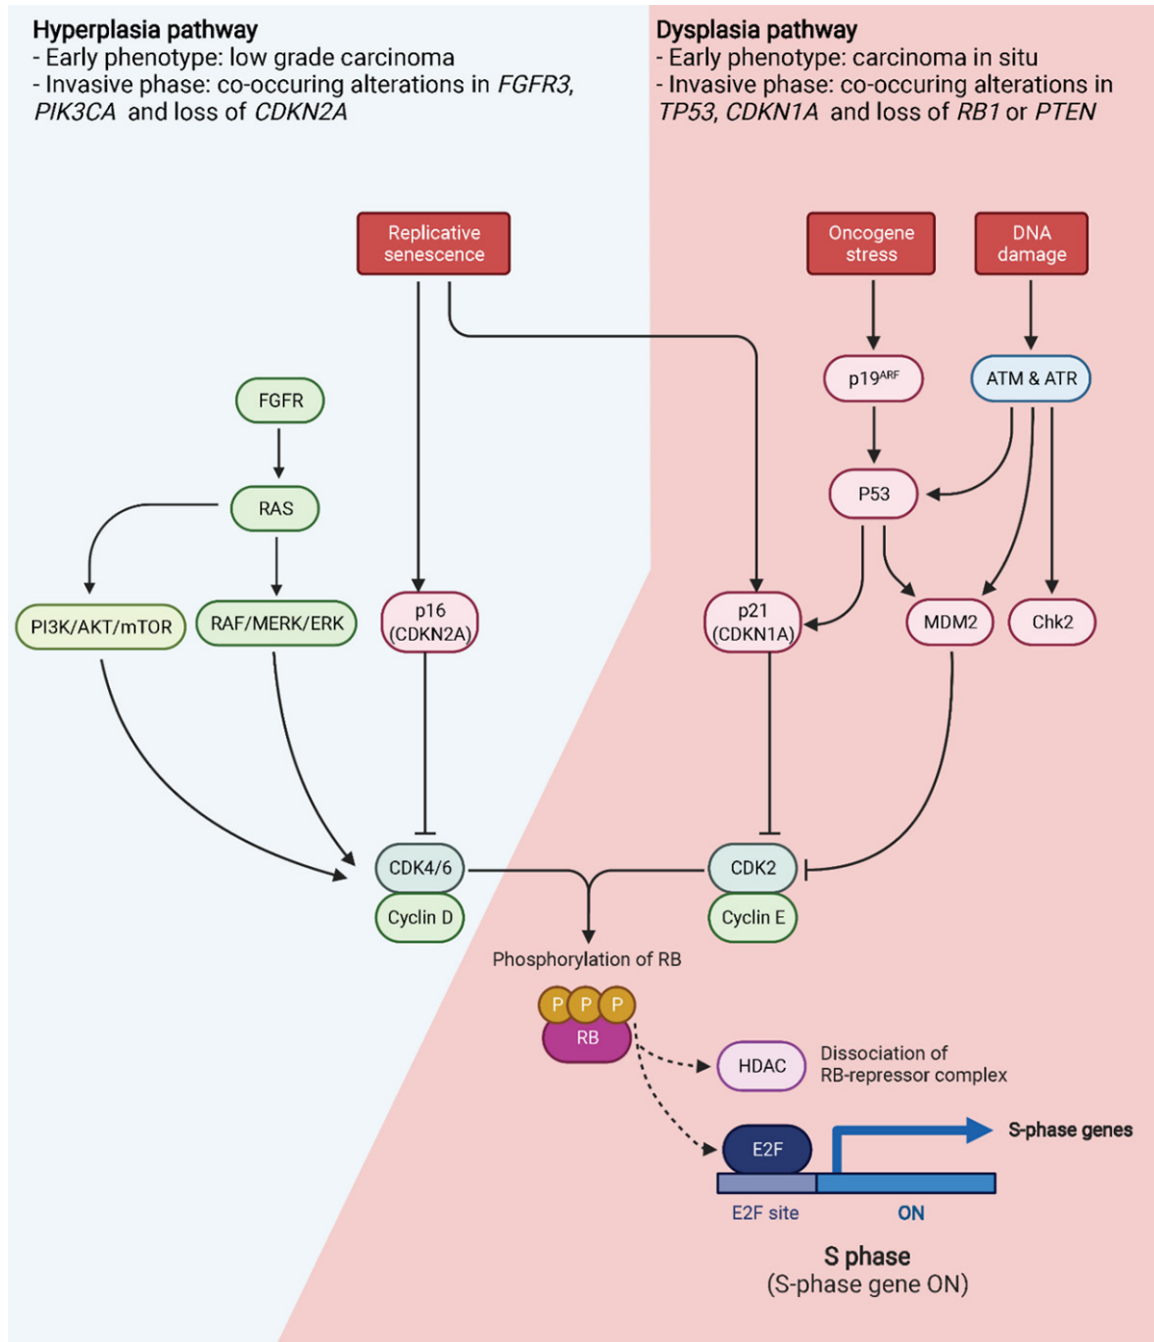 Hyperplasia pathway
- Early phenotype: low grade carcinoma
- Invasive phase: co-occuring alterations in FGFR3,
PIK3CA and loss of CDKN2A
Dysplasia pathway
- Early phenotype: carcinoma in situ
- Invasive phase: co-occuring alterations in
TP53, CDKN1A and loss of RB1 or PTEN
Replicative
senescence
Oncogene
stress
DNA
damage
FGFR
p19ARF
ATM & ATR
RAS
P53
PI3K/AKT/mTOR
RAF/MERK/ERK
p16
(CDKN2A)
p21
(CDKN1A)
MDM2
Chk2
CDK4/6
Cyclin D
CDK2
Cyclin E
Phosphorylation of RB
P P P
RB
HDAC
Dissociation of
RB-repressor complex
E2F
S-phase genes
E2F site
ON
S phase
(S-phase gene ON)